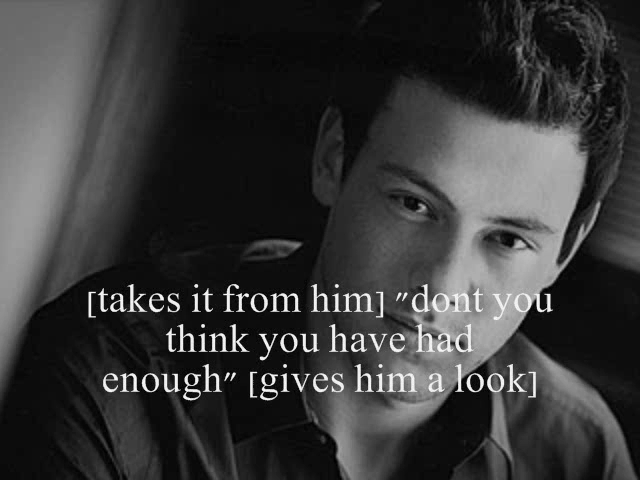 [takes it from him] "dont you
think you have had
enough" [gives him a look]